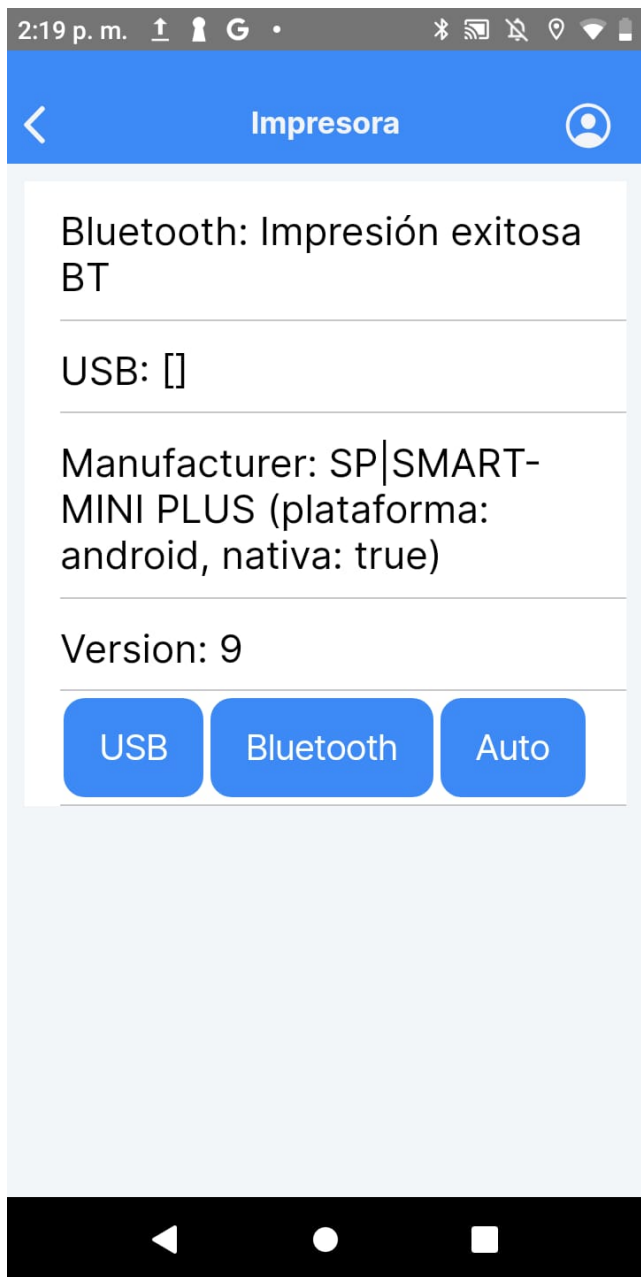 2:19 p. m. G
Impresora
Bluetooth: Impresión exitosa
BT
USB: []
Manufacturer: SP|SMART-
MINI PLUS (plataforma:
android, nativa: true)
Version: 9
USB Bluetooth Auto